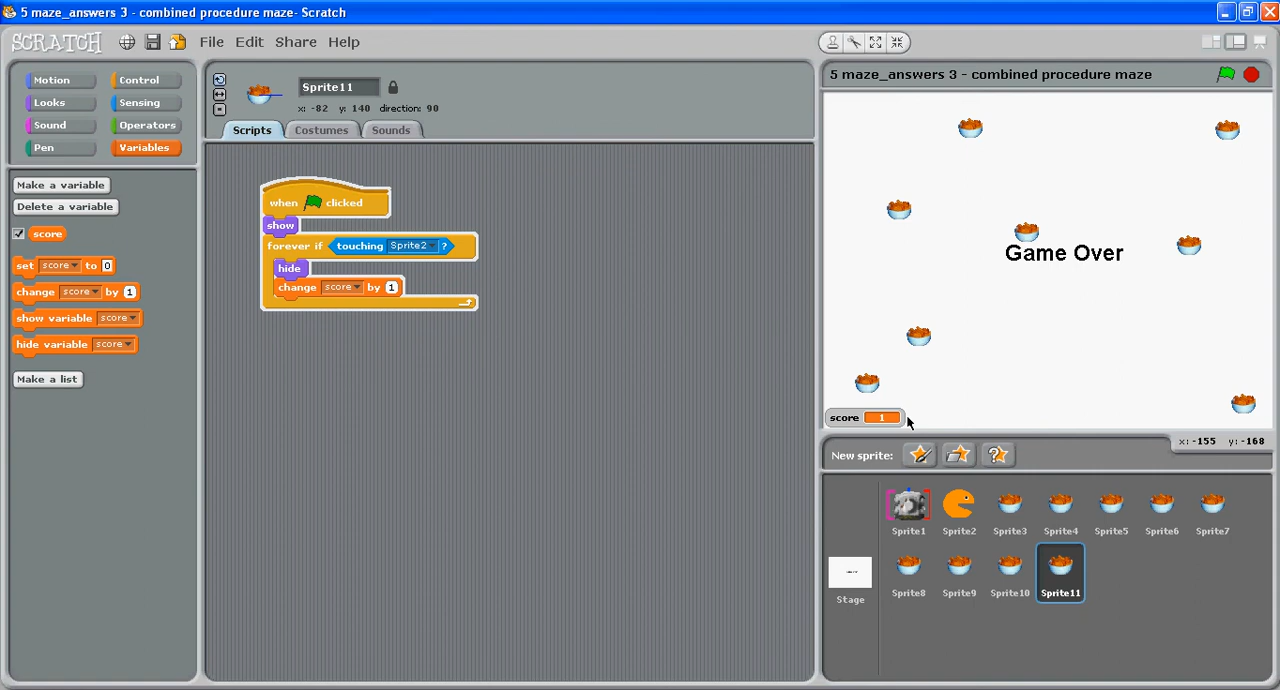 5 maze_answers 3 - combined procedure maze- Scratch
SCRATCH File Edit Share Help
Motion Control
Looks Sensing
Sound Operators
Pen Variables
Make a variable
Delete a variable
score
set score to 0
change score by 1
show variable score
hide variable score
Make a list
Sprite11
x: -82 y: 140 direction: 90
Scripts Costumes Sounds
when clicked
show
forever if touching Sprite2 ?
hide
change score by 1
5 maze_answers 3 - combined procedure maze
Game Over
score 1
x: -155 y: -168
New sprite:
Sprite1 Sprite2 Sprite3 Sprite4 Sprite5 Sprite6 Sprite7
Sprite8 Sprite9 Sprite10 Sprite11
Stage